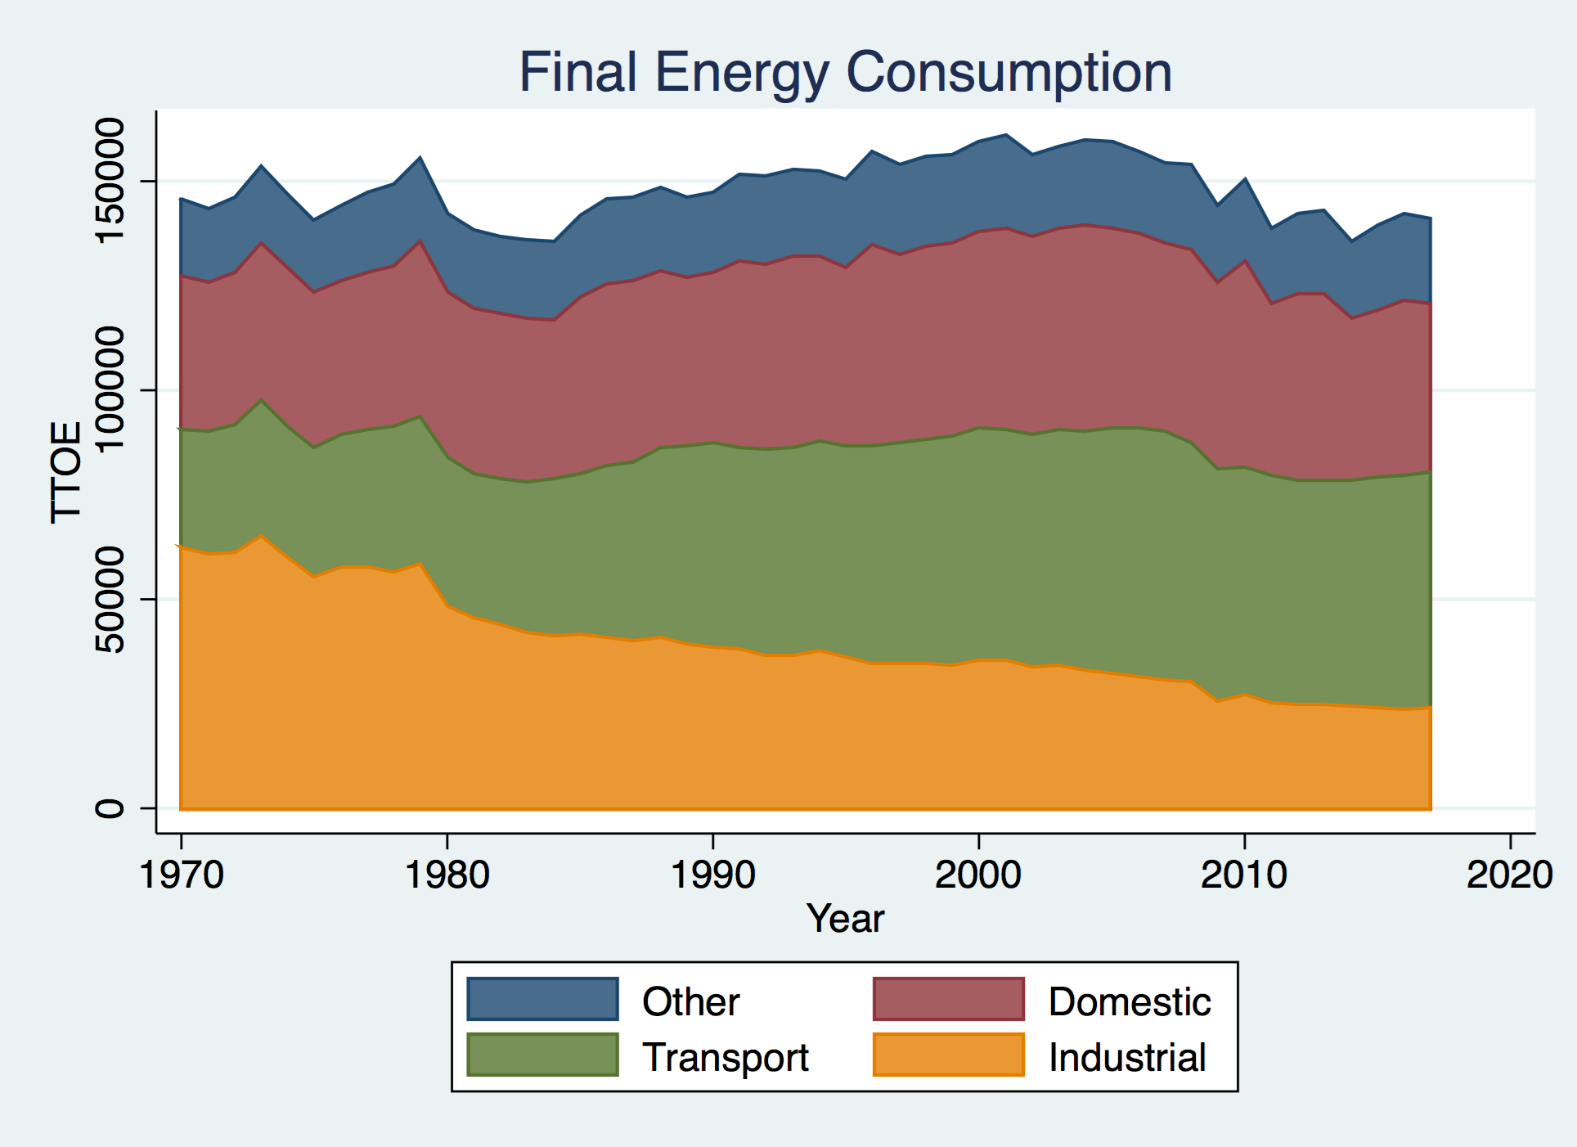 Final Energy Consumption
150000
100000
50000
0
TTOE
1970 1980 1990 2000 2010 2020
Year
Other Domestic
Transport Industrial